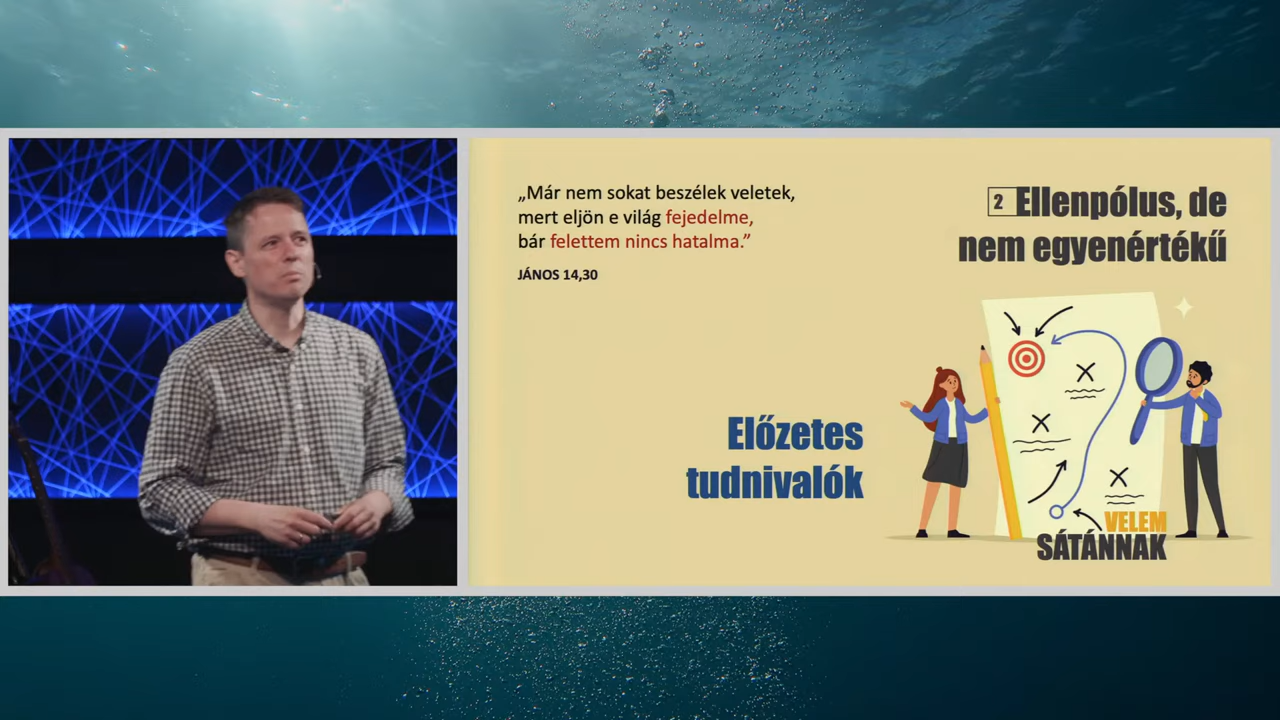 „Már nem sokat beszélek veletek,
mert eljön e világ fejedelme,
bár felettem nincs hatalma.”
JÁNOS 14,30
2 Ellenpólus, de
nem egyenértékű
Előzetes
tudnivalók
VELEM
SÁTÁNNAK